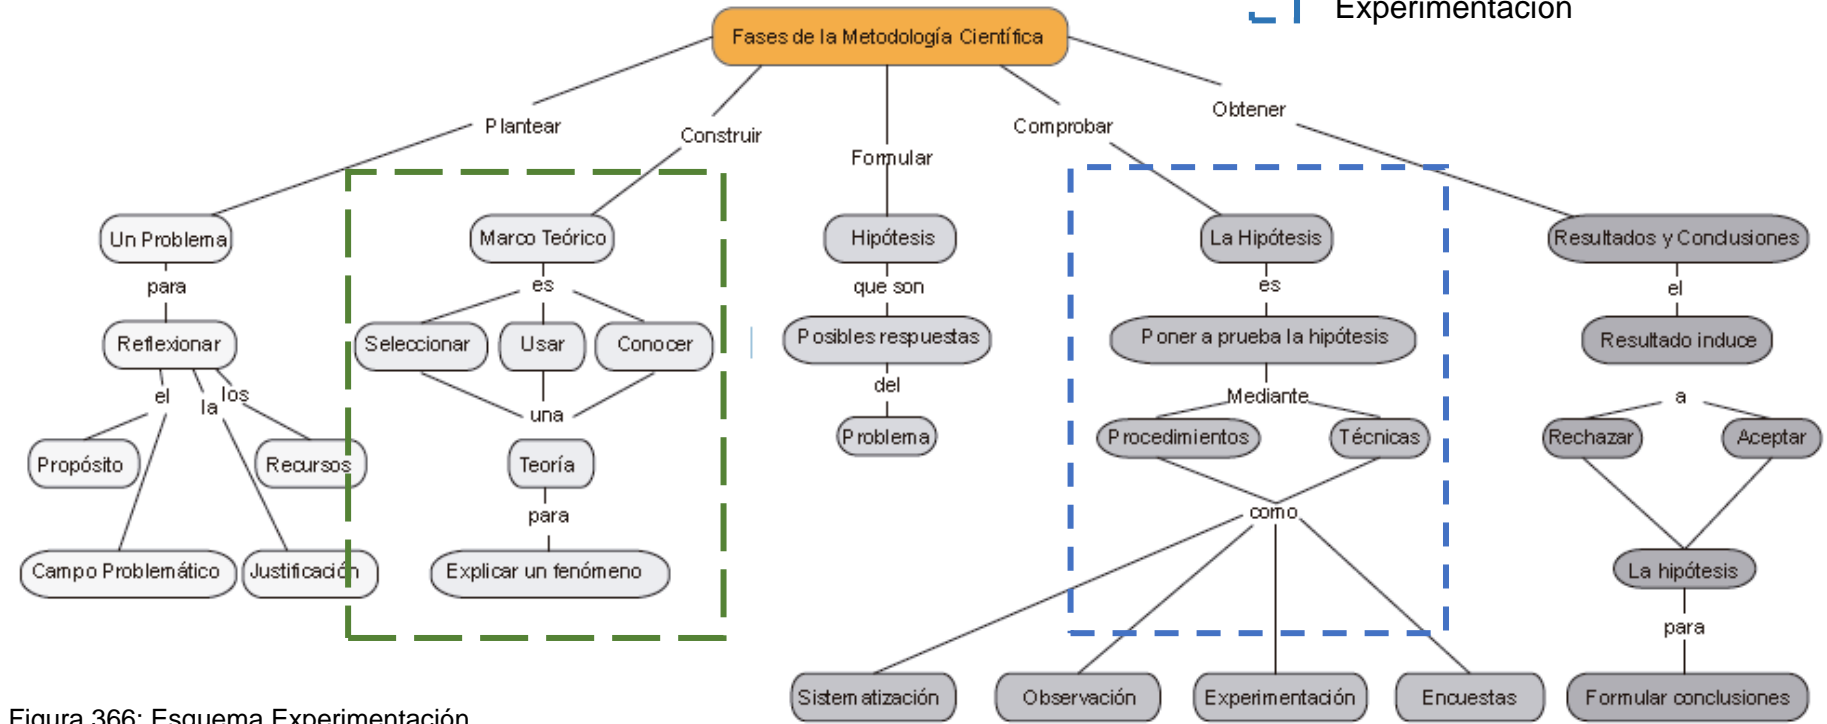 Experimentación
Fases de la Metodología Científica
Plantear
Construir
Formular
Comprobar
Obtener
Un Problema
para
Reflexionar
el
la
los
Propósito
Recursos
Campo Problemático
Justificación
Marco Teórico
es
Seleccionar
Usar
Conocer
una
Teoría
para
Explicar un fenómeno
Hipótesis
que son
Posibles respuestas
del
Problema
La Hipótesis
es
Poner a prueba la hipótesis
Mediante
Procedimientos
Técnicas
como
Sistematización
Observación
Experimentación
Encuestas
Resultados y Conclusiones
el
Resultado induce
a
Rechazar
Aceptar
La hipótesis
para
Formular conclusiones
Figura 366: Esquema Experimentación